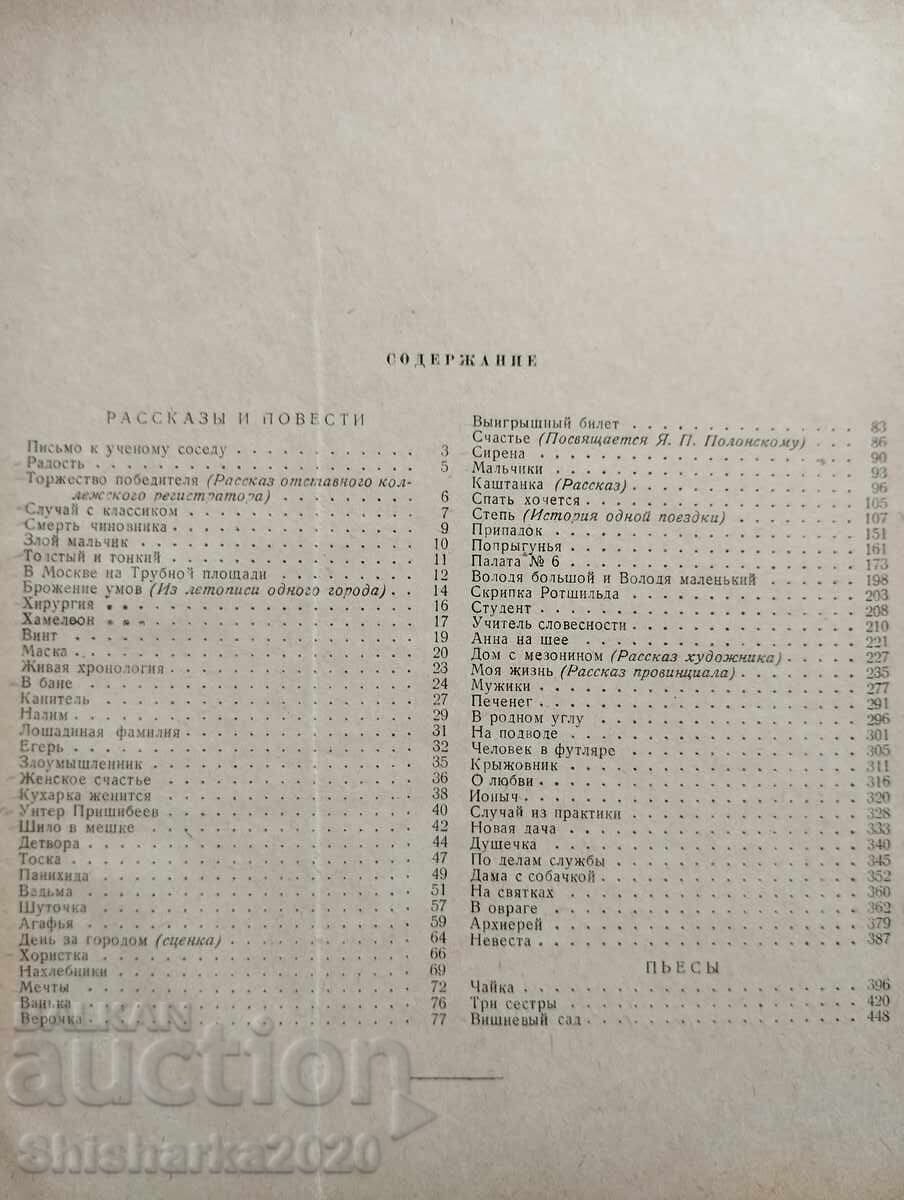 СОДЕРЖАНИЕ
РАССКАЗЫ И ПОВЕСТИ
Письмо к ученому соседу . . . . . . . . . . . . 3
Радость . . . . . . . . . . . . . . . . . . . 5
Торжество победителя (Рассказ отставного кол-
лежского регистратора) . . . . . . . . . 6
Случай с классиком . . . . . . . . . . . . . 7
Смерть чиновника . . . . . . . . . . . . . . 9
Злой мальчик . . . . . . . . . . . . . . . . 10
Толстый и тонкий . . . . . . . . . . . . . . 11
В Москве на Трубной площади . . . . . . . . 12
Брожение умов (Из летописи одного города) . . 14
Хирургия . . . . . . . . . . . . . . . . . . 16
Хамелеон . . . . . . . . . . . . . . . . . . 17
Винт . . . . . . . . . . . . . . . . . . . . 19
Маска . . . . . . . . . . . . . . . . . . . . 20
Живая хронология . . . . . . . . . . . . . . 23
В бане . . . . . . . . . . . . . . . . . . . 24
Канитель . . . . . . . . . . . . . . . . . . 27
Налим . . . . . . . . . . . . . . . . . . . . 29
Лошадиная фамилия . . . . . . . . . . . . . 31
Егерь . . . . . . . . . . . . . . . . . . . . 32
Злоумышленник . . . . . . . . . . . . . . . 35
Женское счастье . . . . . . . . . . . . . . 36
Кухарка женится . . . . . . . . . . . . . . 38
Унтер Пришибеев . . . . . . . . . . . . . . 40
Шило в мешке . . . . . . . . . . . . . . . . 42
Детвора . . . . . . . . . . . . . . . . . . . 44
Тоска . . . . . . . . . . . . . . . . . . . . 47
Панихида . . . . . . . . . . . . . . . . . . 49
Ведьма . . . . . . . . . . . . . . . . . . . 51
Шуточка . . . . . . . . . . . . . . . . . . . 57
Агафья . . . . . . . . . . . . . . . . . . . 59
День за городом (сценка) . . . . . . . . . . 64
Хористка . . . . . . . . . . . . . . . . . . 66
Нахлебники . . . . . . . . . . . . . . . . . 69
Мечты . . . . . . . . . . . . . . . . . . . . 72
Ванька . . . . . . . . . . . . . . . . . . . 76
Верочка . . . . . . . . . . . . . . . . . . . 77
Выигрышный билет . . . . . . . . . . . . . . 83
Счастье (Посвящается Я. П. Полонскому) . . . 86
Сирена . . . . . . . . . . . . . . . . . . . 90
Мальчики . . . . . . . . . . . . . . . . . . 93
Каштанка (Рассказ) . . . . . . . . . . . . . 96
Спать хочется . . . . . . . . . . . . . . . . 105
Степь (История одной поездки) . . . . . . . 107
Припадок . . . . . . . . . . . . . . . . . . 151
Попрыгунья . . . . . . . . . . . . . . . . . 161
Палата № 6 . . . . . . . . . . . . . . . . . 173
Володя большой и Володя маленький . . . . . 198
Скрипка Ротшильда . . . . . . . . . . . . . 203
Студент . . . . . . . . . . . . . . . . . . . 208
Учитель словесности . . . . . . . . . . . . 210
Анна на шее . . . . . . . . . . . . . . . . . 221
Дом с мезонином (Рассказ художника) . . . . 227
Моя жизнь (Рассказ провинциала) . . . . . . 235
Мужики . . . . . . . . . . . . . . . . . . . 277
Печенег . . . . . . . . . . . . . . . . . . . 291
В родном углу . . . . . . . . . . . . . . . . 296
На подводе . . . . . . . . . . . . . . . . . 301
Человек в футляре . . . . . . . . . . . . . 305
Крыжовник . . . . . . . . . . . . . . . . . . 311
О любви . . . . . . . . . . . . . . . . . . . 316
Ионыч . . . . . . . . . . . . . . . . . . . . 320
Случай из практики . . . . . . . . . . . . . 328
Новая дача . . . . . . . . . . . . . . . . . 333
Душечка . . . . . . . . . . . . . . . . . . . 340
По делам службы . . . . . . . . . . . . . . 345
Дама с собачкой . . . . . . . . . . . . . . . 352
На святках . . . . . . . . . . . . . . . . . 360
В овраге . . . . . . . . . . . . . . . . . . 362
Архиерей . . . . . . . . . . . . . . . . . . 379
Невеста . . . . . . . . . . . . . . . . . . . 387
ПЬЕСЫ
Чайка . . . . . . . . . . . . . . . . . . . . 396
Три сестры . . . . . . . . . . . . . . . . . 420
Вишневый сад . . . . . . . . . . . . . . . . 448
BALKAN
auction
Shisharka2020